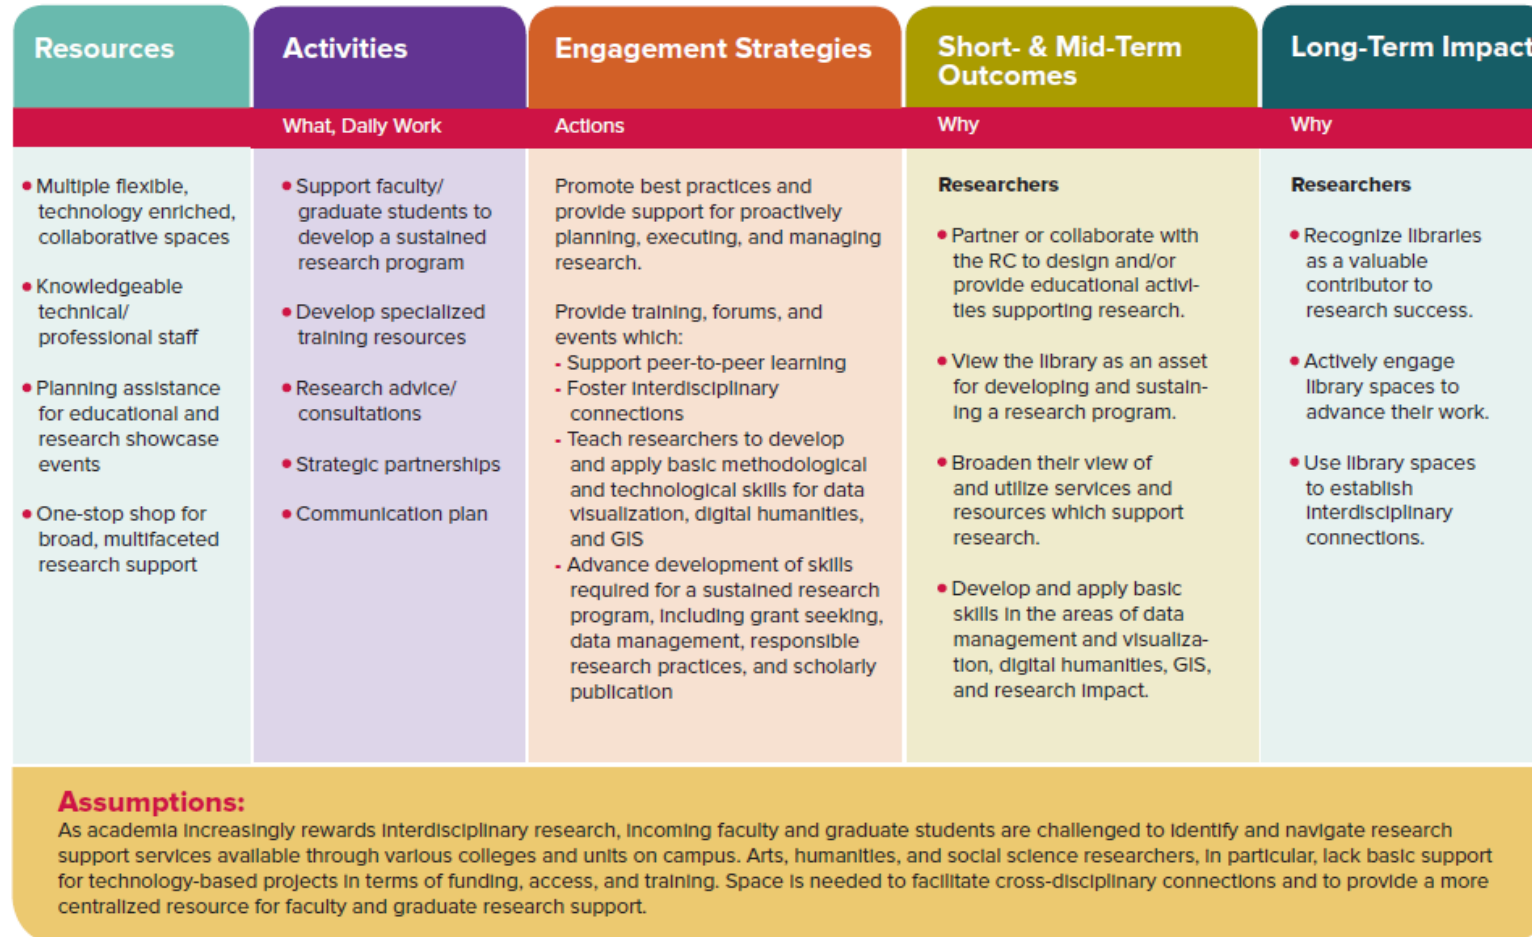 Resources
Activities
Engagement Strategies
Short- & Mid-Term
Outcomes
Long-Term Impact
What, Daily Work
Actions
Why
Why
• Multiple flexible,
technology enriched,
collaborative spaces
• Knowledgeable
technical/
professional staff
• Planning assistance
for educational and
research showcase
events
• One-stop shop for
broad, multifaceted
research support
• Support faculty/
graduate students to
develop a sustained
research program
• Develop specialized
training resources
• Research advice/
consultations
• Strategic partnerships
• Communication plan
Promote best practices and
provide support for proactively
planning, executing, and managing
research.
Provide training, forums, and
events which:
- Support peer-to-peer learning
- Foster interdisciplinary
connections
- Teach researchers to develop
and apply basic methodological
and technological skills for data
visualization, digital humanities,
and GIS
- Advance development of skills
required for a sustained research
program, including grant seeking,
data management, responsible
research practices, and scholarly
publication
Researchers
• Partner or collaborate with
the RC to design and/or
provide educational activi-
ties supporting research.
• View the library as an asset
for developing and sustain-
ing a research program.
• Broaden their view of
and utilize services and
resources which support
research.
• Develop and apply basic
skills in the areas of data
management and visualiza-
tion, digital humanities, GIS,
and research impact.
Researchers
• Recognize libraries
as a valuable
contributor to
research success.
• Actively engage
library spaces to
advance their work.
• Use library spaces
to establish
interdisciplinary
connections.
Assumptions:
As academia increasingly rewards interdisciplinary research, incoming faculty and graduate students are challenged to identify and navigate research
support services available through various colleges and units on campus. Arts, humanities, and social science researchers, in particular, lack basic support
for technology-based projects in terms of funding, access, and training. Space is needed to facilitate cross-disciplinary connections and to provide a more
centralized resource for faculty and graduate research support.